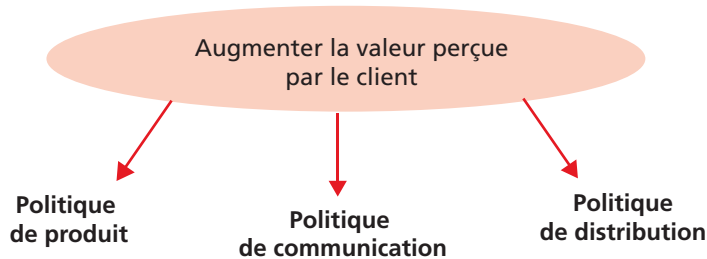 Augmenter la valeur perçue
par le client
Politique
de produit
Politique
de communication
Politique
de distribution